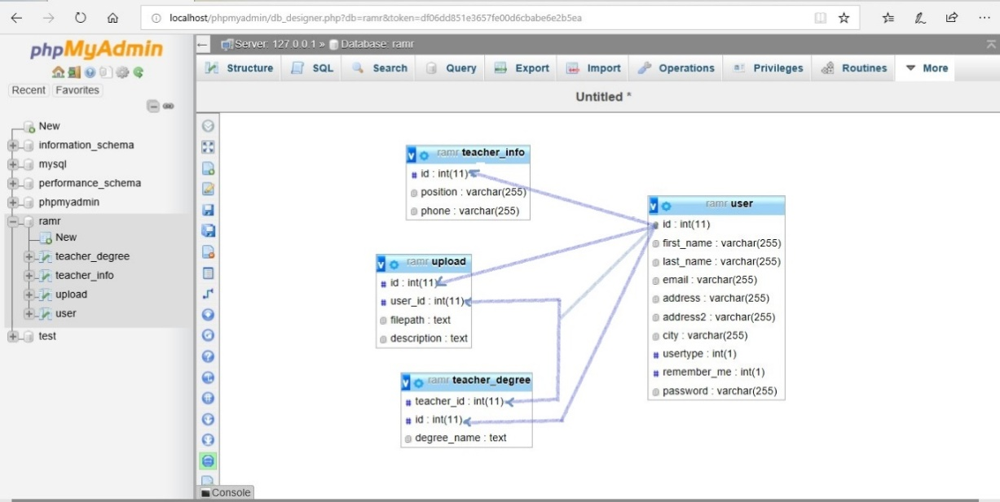 localhost/phpmyadmin/db_designer.php?db=ramr&token=df06dd851e3657fe00d6cbabe6e2b5ea
phpMyAdmin
Recent Favorites
New
information_schema
mysql
performance_schema
phpmyadmin
ramr
New
teacher_degree
teacher_info
upload
user
test
Server: 127.0.0.1 » Database: ramr
Structure SQL Search Query Export Import Operations Privileges Routines More
Untitled *
ramr teacher_info
id : int(11)
position : varchar(255)
phone : varchar(255)
ramr upload
id : int(11)
user_id : int(11)
filepath : text
description : text
ramr teacher_degree
teacher_id : int(11)
id : int(11)
degree_name : text
ramr user
id : int(11)
first_name : varchar(255)
last_name : varchar(255)
email : varchar(255)
address : varchar(255)
address2 : varchar(255)
city : varchar(255)
usertype : int(1)
remember_me : int(1)
password : varchar(255)
Console